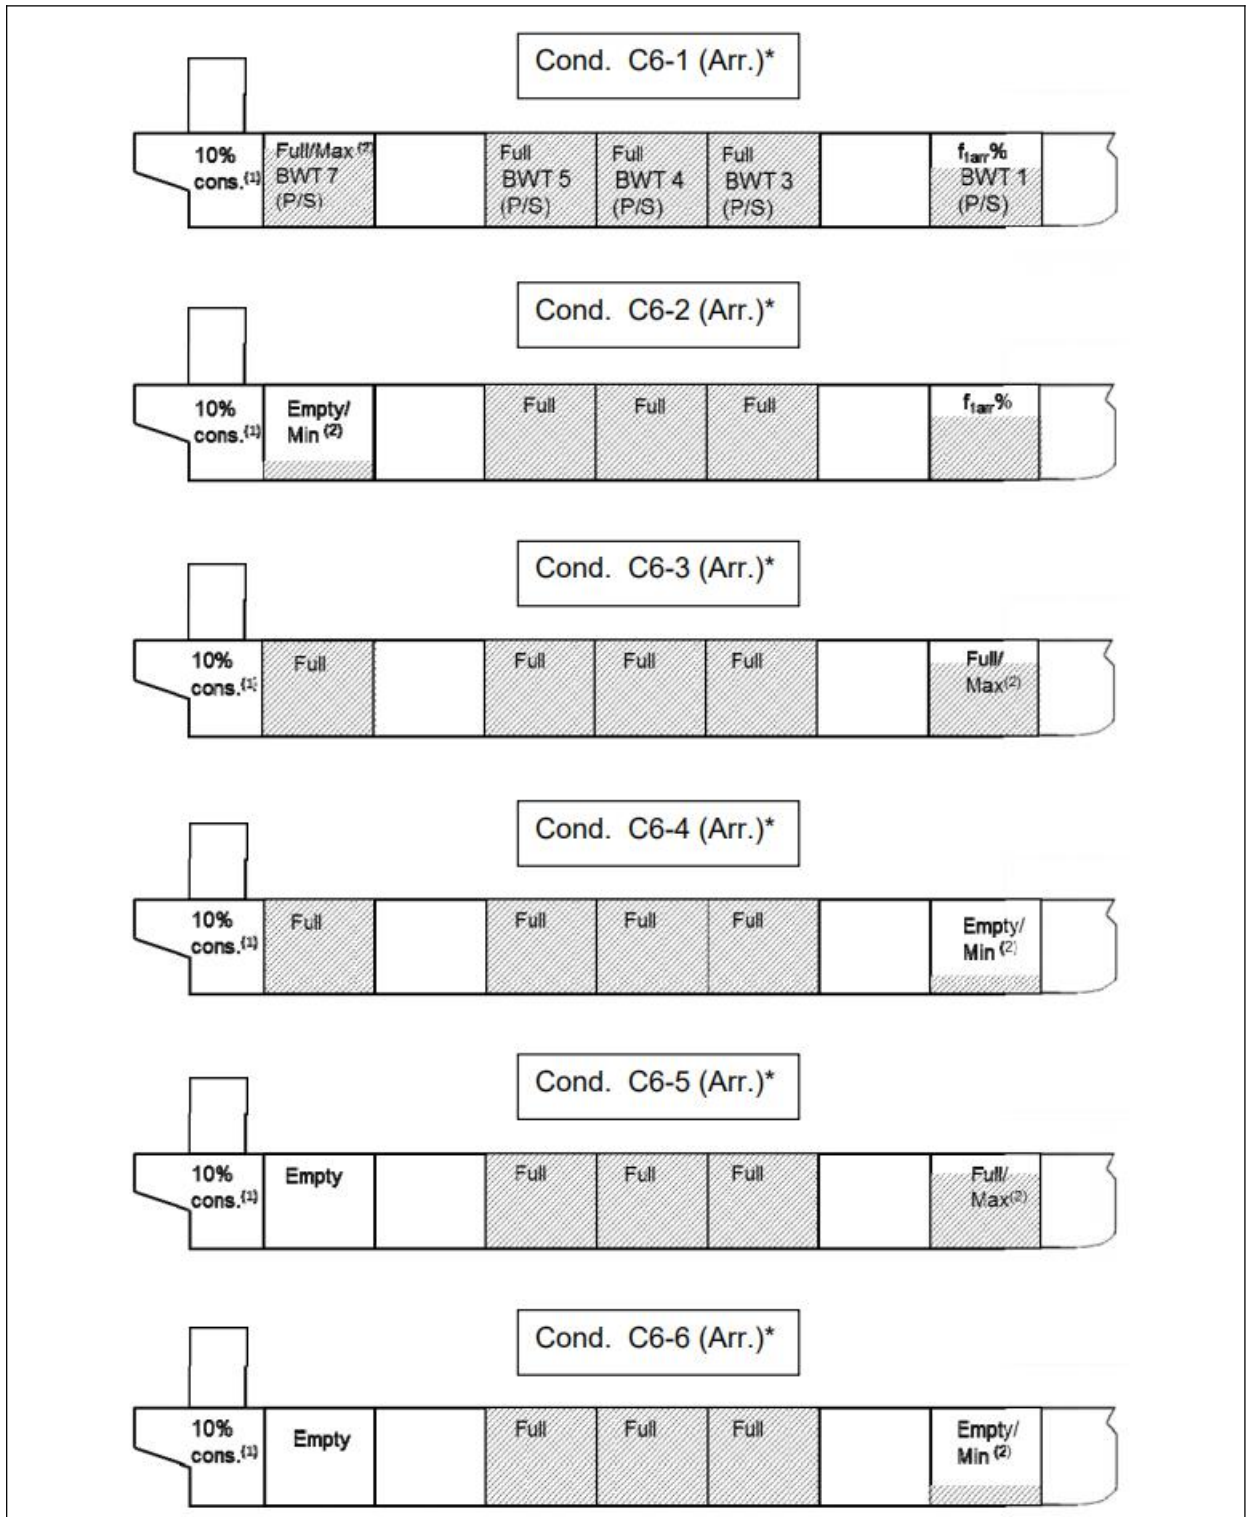 Cond. C6-1 (Arr.)*
10%
cons.(1)
Full/Max (2)
BWT 7
(P/S)
Full
BWT 5
(P/S)
Full
BWT 4
(P/S)
Full
BWT 3
(P/S)
f1arr%
BWT 1
(P/S)
Cond. C6-2 (Arr.)*
10%
cons.(1)
Empty/
Min (2)
Full
Full
Full
f1arr%
Cond. C6-3 (Arr.)*
10%
cons.(1)
Full
Full
Full
Full
Full/
Max(2)
Cond. C6-4 (Arr.)*
10%
cons.(1)
Full
Full
Full
Full
Empty/
Min (2)
Cond. C6-5 (Arr.)*
10%
cons.(1)
Empty
Full
Full
Full
Full/
Max(2)
Cond. C6-6 (Arr.)*
10%
cons.(1)
Empty
Full
Full
Full
Empty/
Min (2)